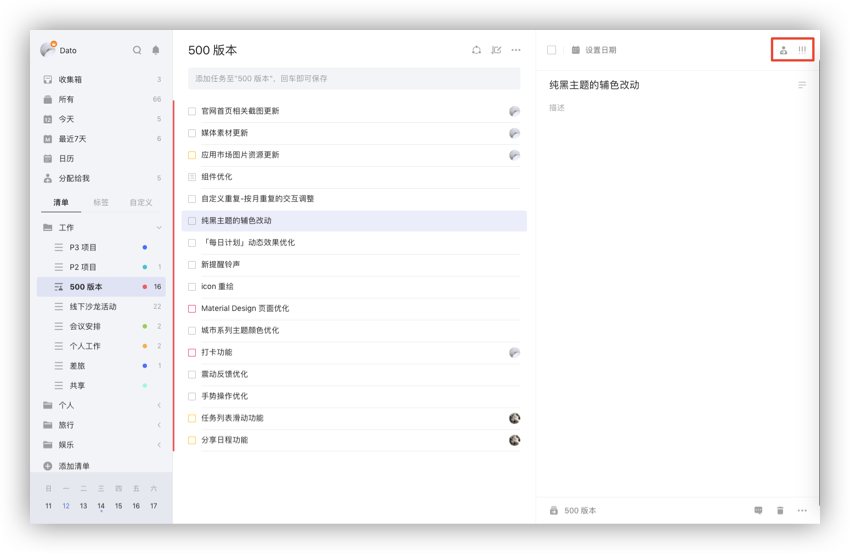 Dato
收集箱 3
所有 66
今天 5
最近7天 6
日历
分配给我 5
清单 标签 自定义
工作
P3 项目
P2 项目 1
500 版本 16
线下沙龙活动 22
会议安排 2
个人工作 2
差旅 1
共享
个人
旅行
娱乐
添加清单
日 一 二 三 四 五 六
11 12 13 14 15 16 17
500 版本
添加任务至"500 版本"，回车即可保存
官网首页相关截图更新
媒体素材更新
应用市场图片资源更新
组件优化
自定义重复-按月重复的交互调整
纯黑主题的辅色改动
「每日计划」动态效果优化
新提醒铃声
icon 重绘
Material Design 页面优化
城市系列主题颜色优化
打卡功能
震动反馈优化
手势操作优化
任务列表滑动功能
分享日程功能
设置日期
纯黑主题的辅色改动
描述
500 版本